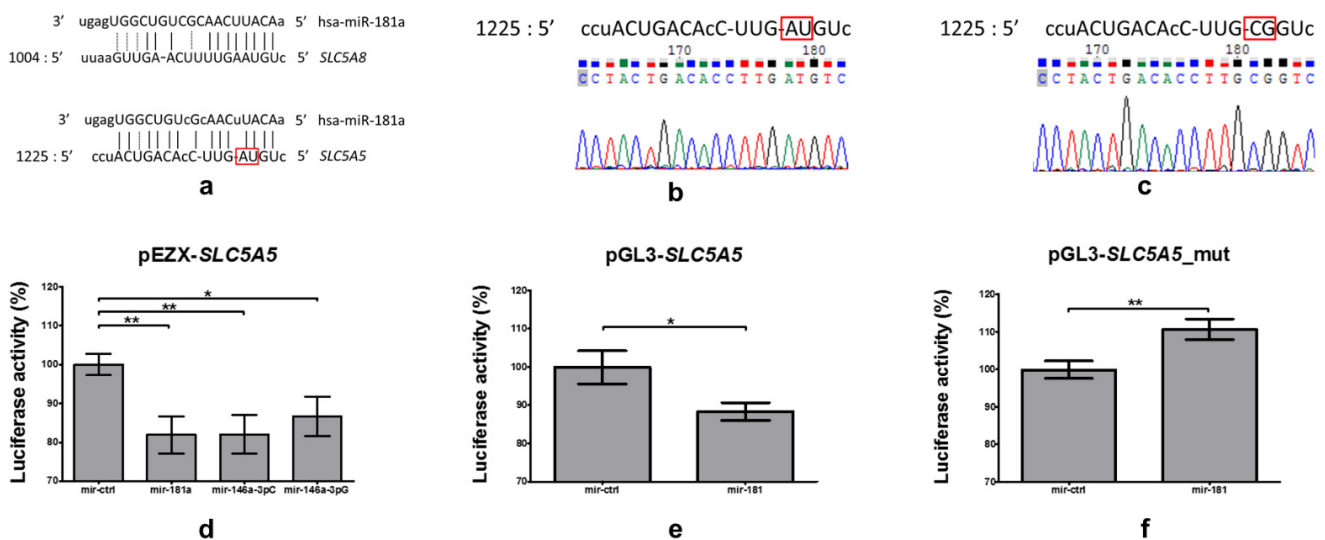 3’ ugagUGGCUGUCGCAACUUACAa 5’ hsa-miR-181a
1004 : 5’ uuaaGUUGA-ACUUUUGAAUGUc 5’ SLC5A8
3’ ugagUGGCUGUcGcAACuUACAa 5’ hsa-miR-181a
1225 : 5’ ccuACUGACAcC-UUG-AUGUc 5’ SLC5A5
a
1225 : 5’ ccuACUGACAcC-UUG-AUGUc
170 180
CCTACTGACACCTTGATGTC
b
1225 : 5’ ccuACUGACAcC-UUG-CGGUc
170 180
CCTACTGACACCTTGCGGTC
c
pEZX-SLC5A5
Luciferase activity (%)
120
110
100
90
80
70
*
**
**
mir-ctrl mir-181a mir-146a-3pC mir-146a-3pG
d
pGL3-SLC5A5
Luciferase activity (%)
120
110
100
90
80
70
*
mir-ctrl mir-181
e
pGL3-SLC5A5_mut
Luciferase activity (%)
120
110
100
90
80
70
**
mir-ctrl mir-181
f